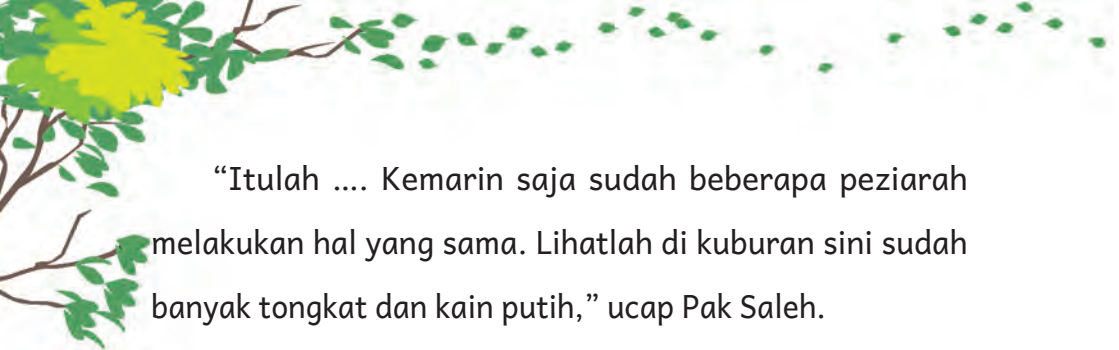 “Itulah .... Kemarin saja sudah beberapa peziarah
melakukan hal yang sama. Lihatlah di kuburan sini sudah
banyak tongkat dan kain putih,” ucap Pak Saleh.